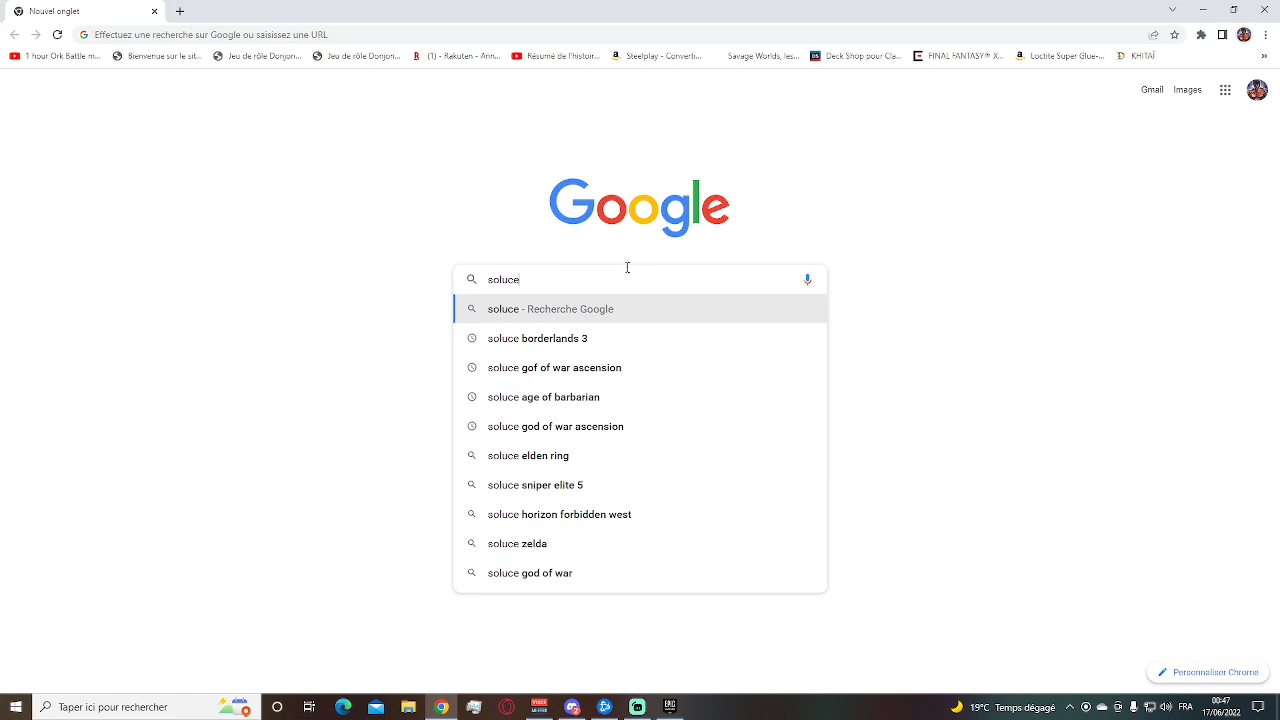 Nouvel onglet
Effectuez une recherche sur Google ou saisissez une URL
1 hour Ork Battle m... Bienvenue sur le sit... Jeu de rôle Donjon... Jeu de rôle Donjon... (1) - Rakuten - Ann... Résumé de l'histoir... Steelplay - Converti... Savage Worlds, les... Deck Shop pour Cla... FINAL FANTASY® X... Loctite Super Glue-... KHITAÏ »
Gmail Images
Google
soluce
soluce - Recherche Google
soluce borderlands 3
soluce gof of war ascension
soluce age of barbarian
soluce god of war ascension
soluce elden ring
soluce sniper elite 5
soluce horizon forbidden west
soluce zelda
soluce god of war
Personnaliser Chrome
Taper ici pour rechercher
15°C Temps dégagé FRA 00:47
17/06/2022